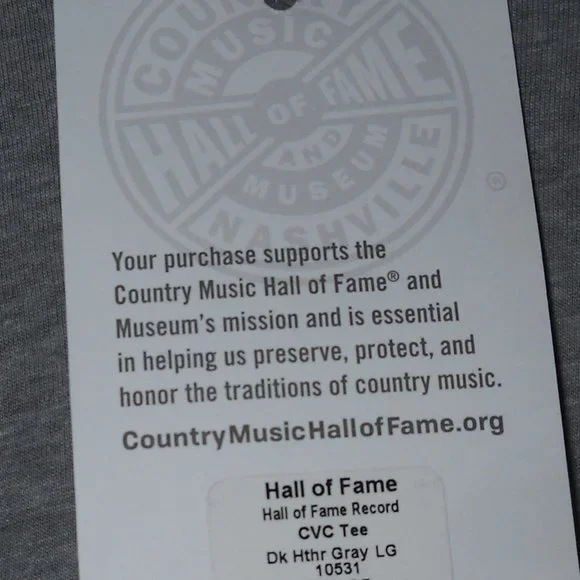 COUNTRY
MUSIC
HALL OF FAME
AND
MUSEUM
NASHVILLE
®
Your purchase supports the
Country Music Hall of Fame® and
Museum's mission and is essential
in helping us preserve, protect, and
honor the traditions of country music.
CountryMusicHallofFame.org
Hall of Fame
Hall of Fame Record
CVC Tee
Dk Hthr Gray LG
10531